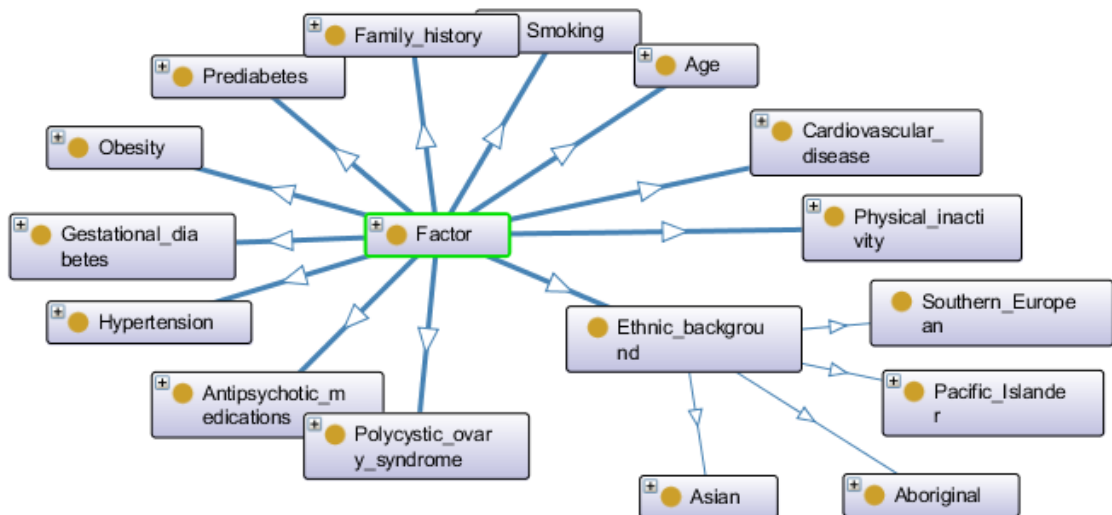 Family_history
Smoking
Age
Prediabetes
Cardiovascular_
disease
Obesity
Physical_inacti
vity
Gestational_dia
betes
Factor
Hypertension
Ethnic_backgrou
nd
Southern_Europe
an
Pacific_Islande
r
Antipsychotic_m
edications
Polycystic_ovar
y_syndrome
Asian
Aboriginal